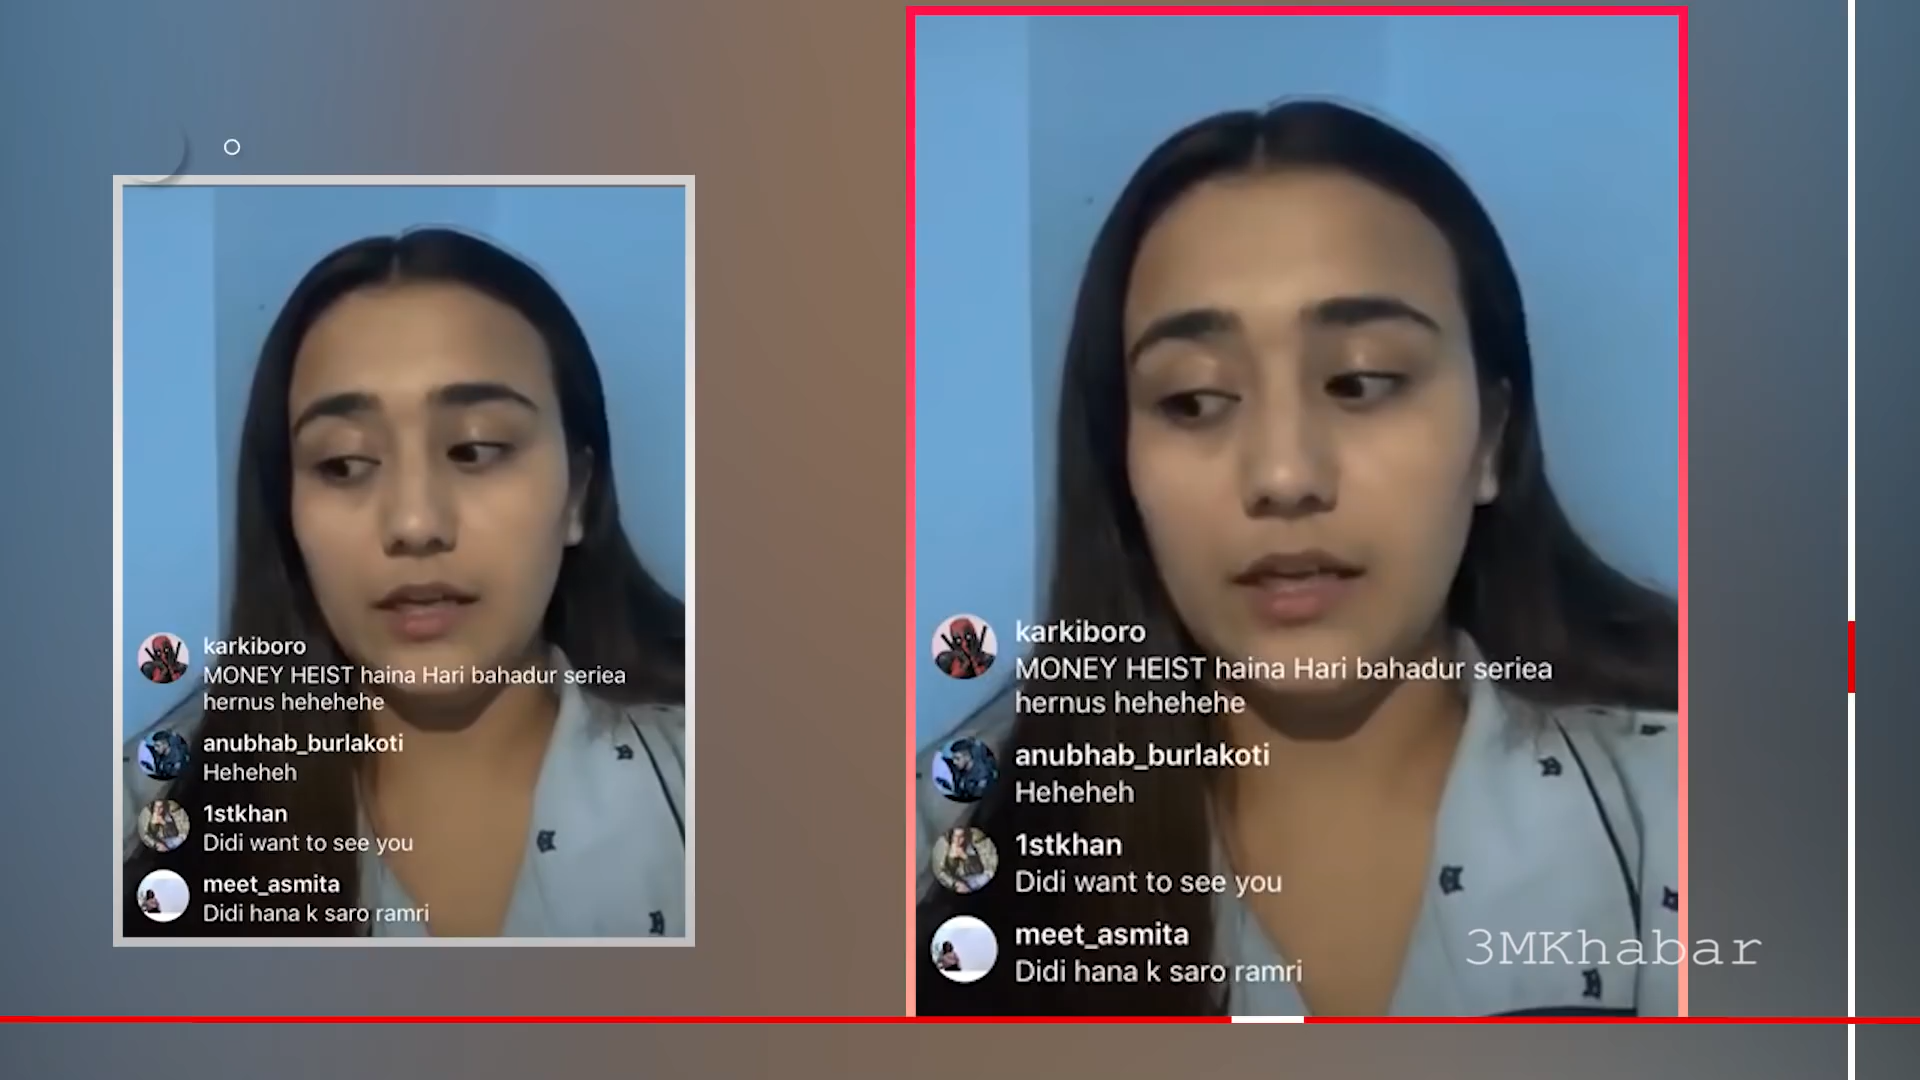 karkiboro
MONEY HEIST haina Hari bahadur seriea
hernus hehehehe
anubhab_burlakoti
Heheheh
1stkhan
Didi want to see you
meet_asmita
Didi hana k saro ramri
karkiboro
MONEY HEIST haina Hari bahadur seriea
hernus hehehehe
anubhab_burlakoti
Heheheh
1stkhan
Didi want to see you
meet_asmita
Didi hana k saro ramri
3MKhabar